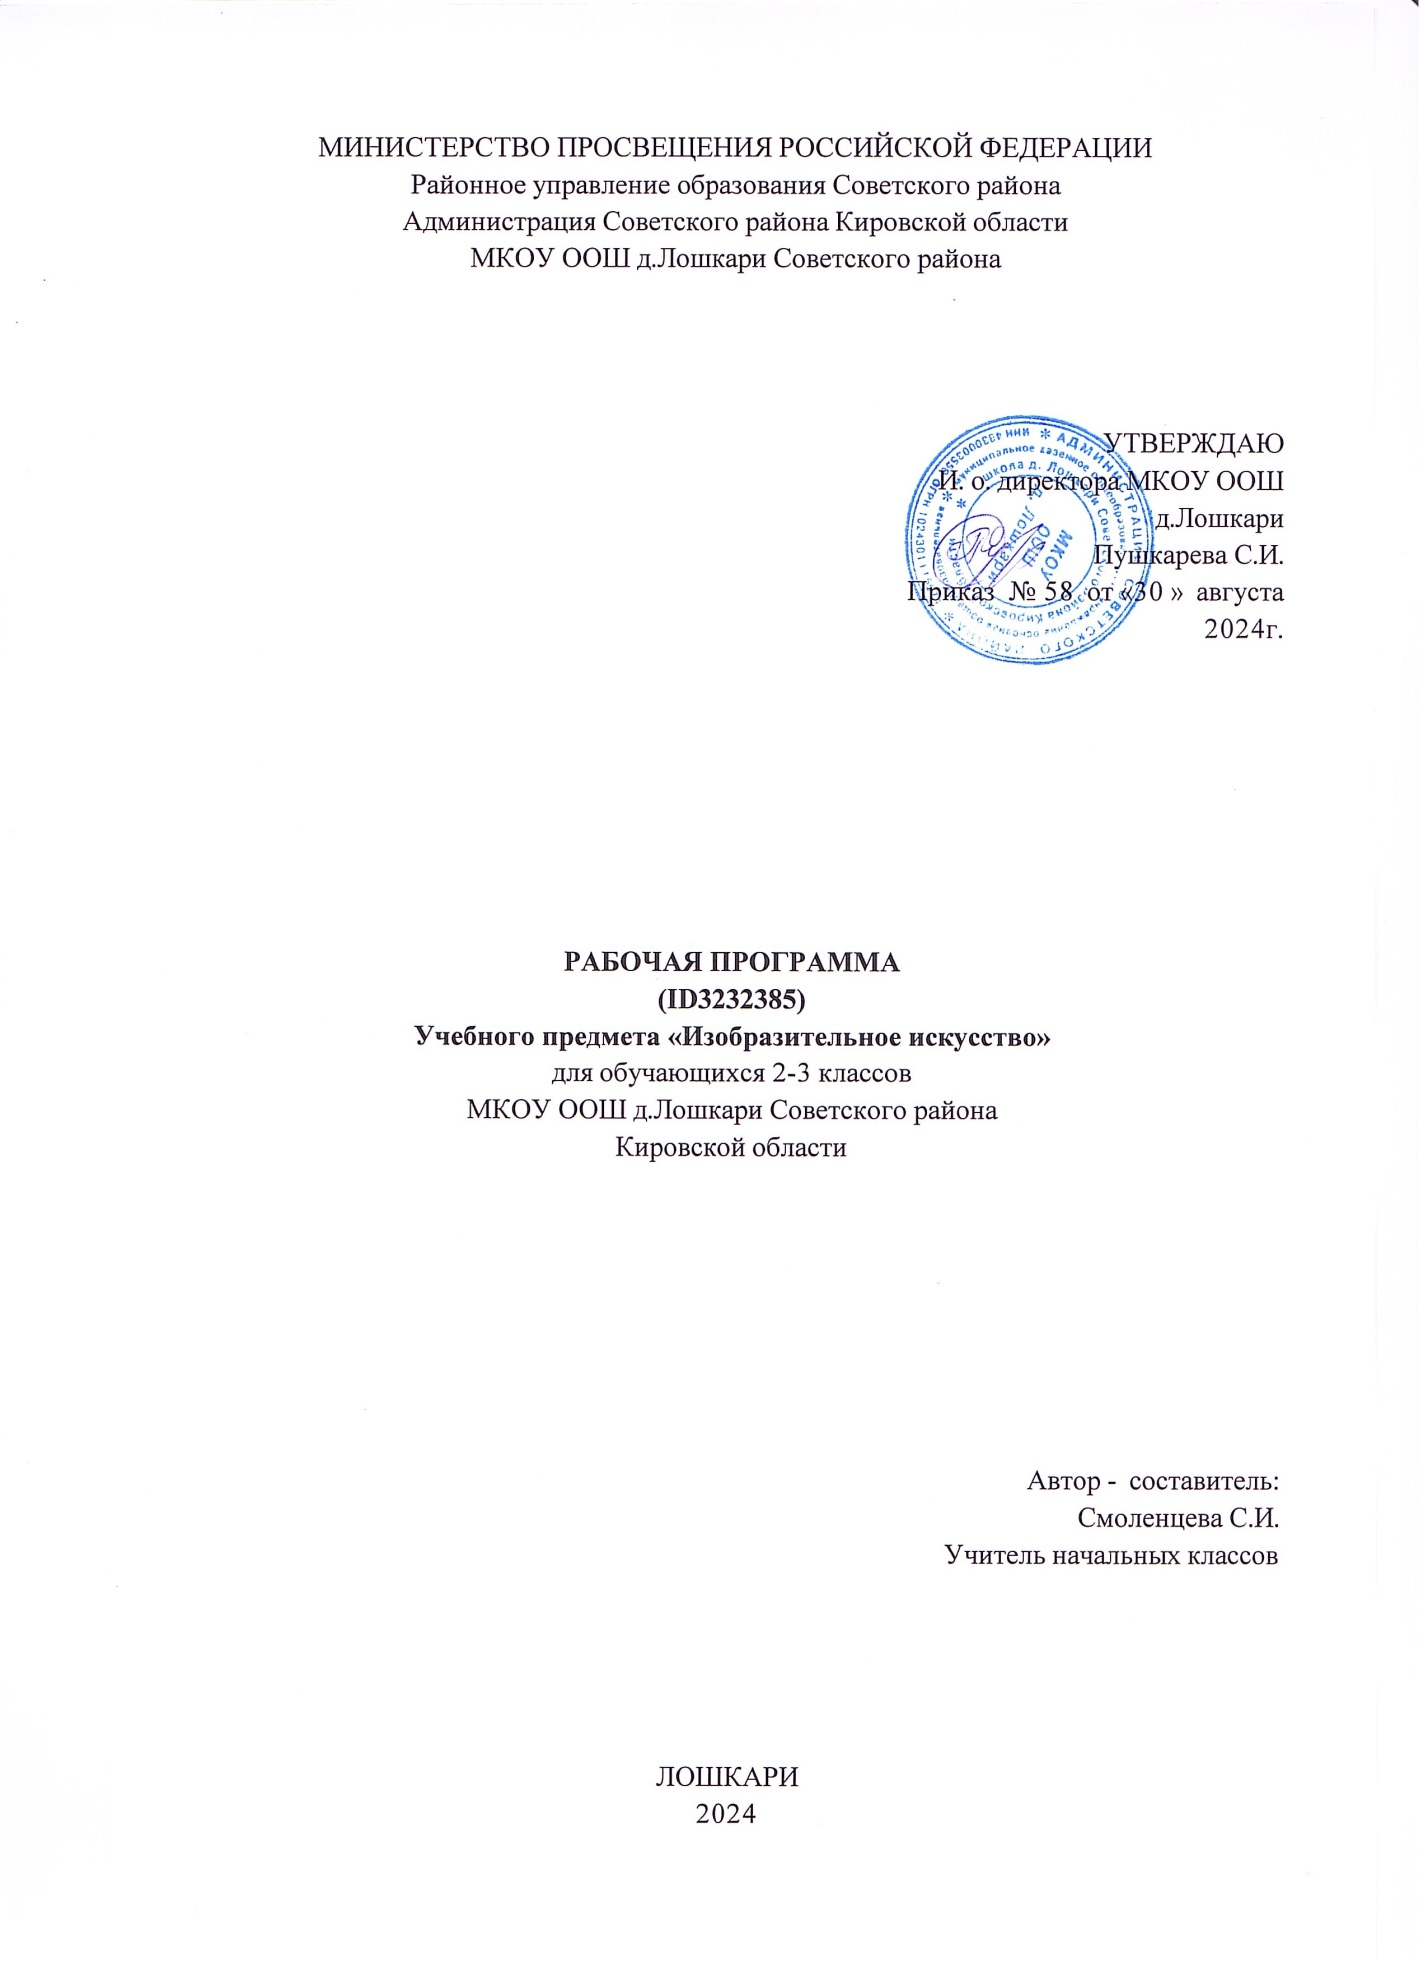 МИНИСТЕРСТВО ПРОСВЕЩЕНИЯ РОССИЙСКОЙ ФЕДЕРАЦИИ
Районное управление образования Советского района
Администрация Советского района Кировской области
МКОУ ООШ д.Лошкари Советского района
УТВЕРЖДАЮ
И. о. директора МКОУ ООШ
д.Лошкари
Пушкарева С.И.
Приказ № 58 от «30 » августа
2024г.
МКОУ
ООШ
д. Лошкари
РАБОЧАЯ ПРОГРАММА
(ID3232385)
Учебного предмета «Изобразительное искусство»
для обучающихся 2-3 классов
МКОУ ООШ д.Лошкари Советского района
Кировской области
Автор - составитель:
Смоленцева С.И.
Учитель начальных классов
ЛОШКАРИ
2024